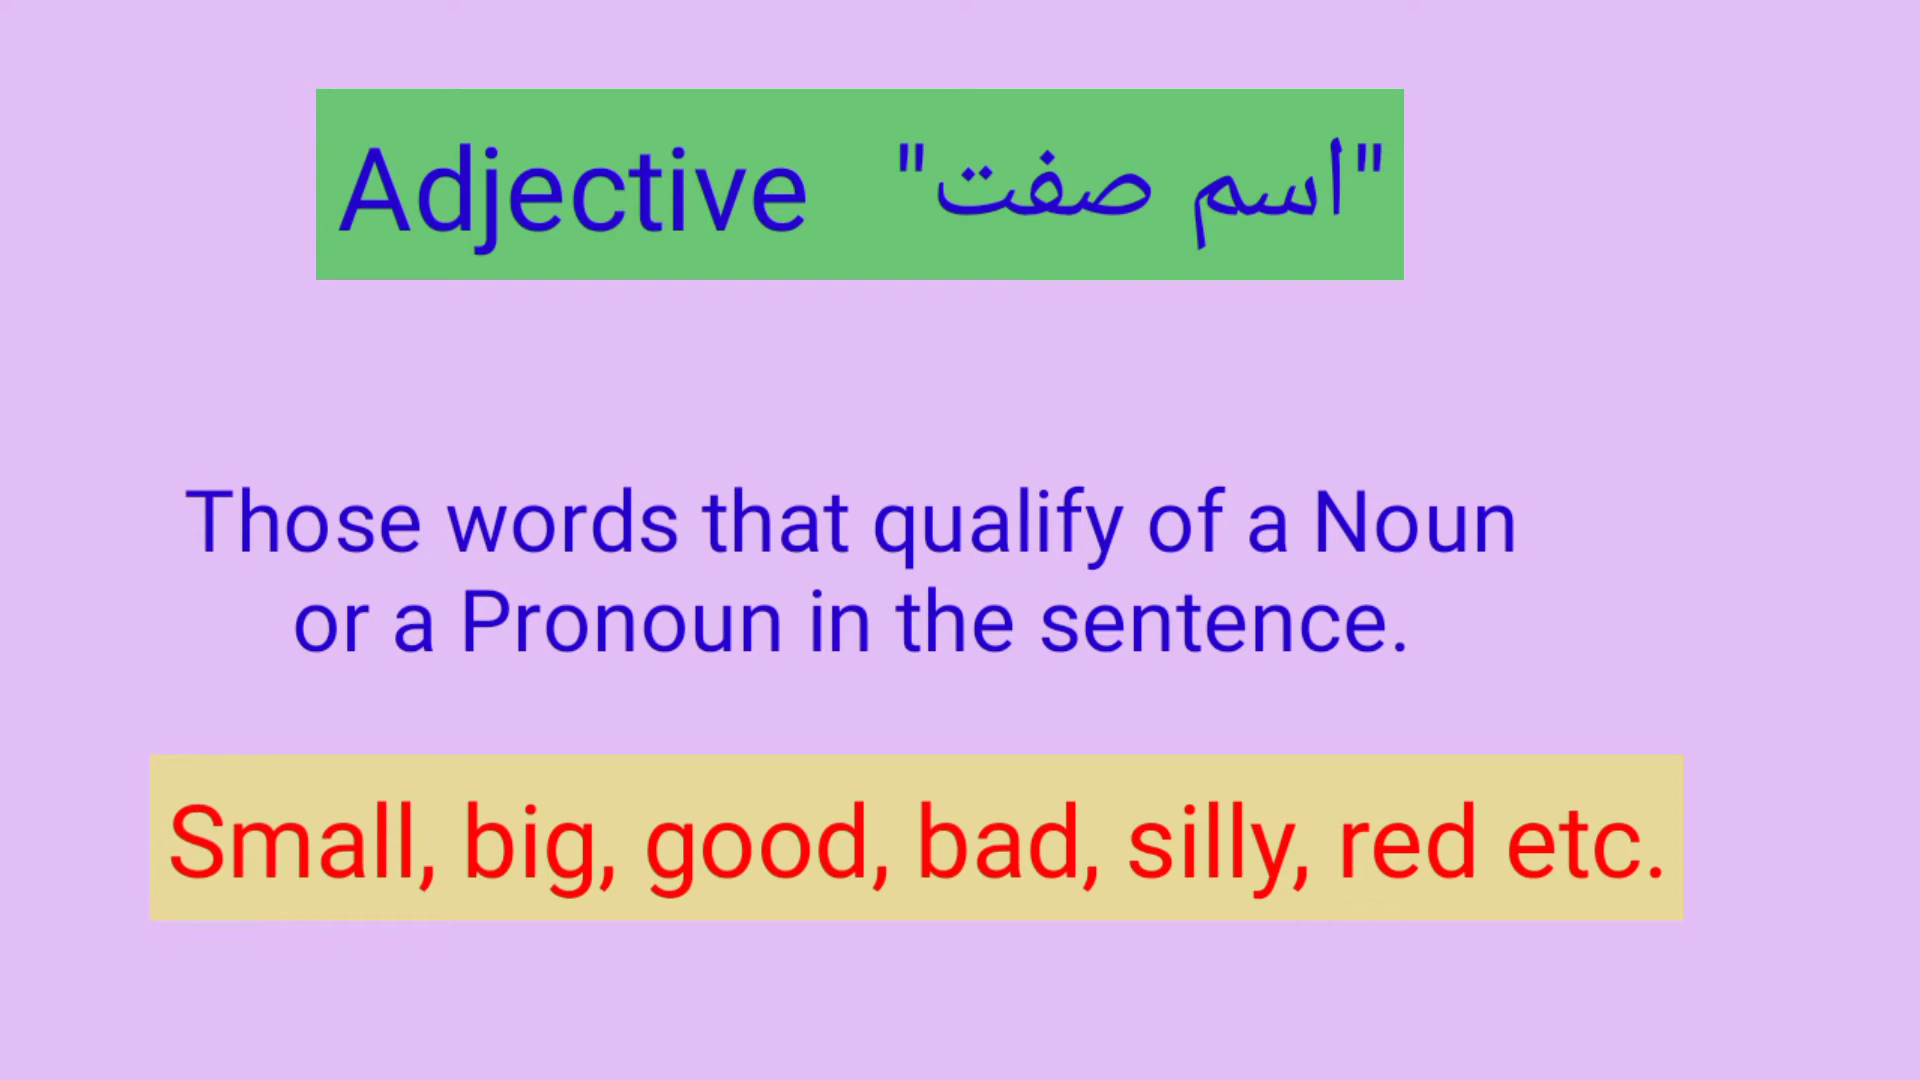 Adjective "اسم صفت"
Those words that qualify of a Noun
or a Pronoun in the sentence.
Small, big, good, bad, silly, red etc.